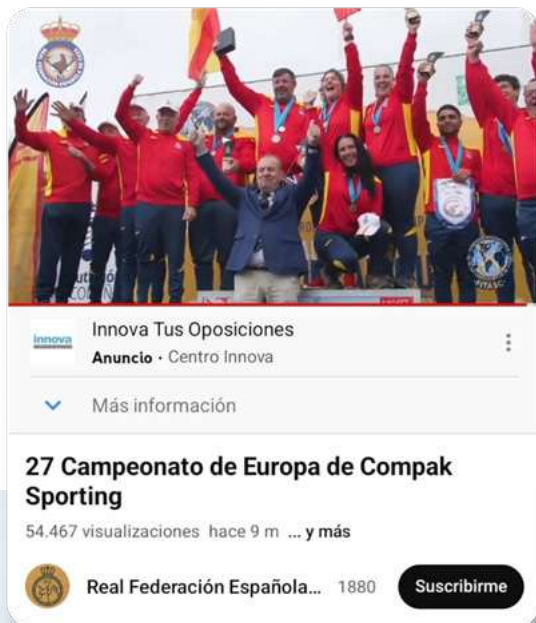 innova
Innova Tus Oposiciones
Anuncio · Centro Innova
Más información
27 Campeonato de Europa de Compak
Sporting
54.467 visualizaciones hace 9 m ... y más
Real Federación Española... 1880 Suscribirme